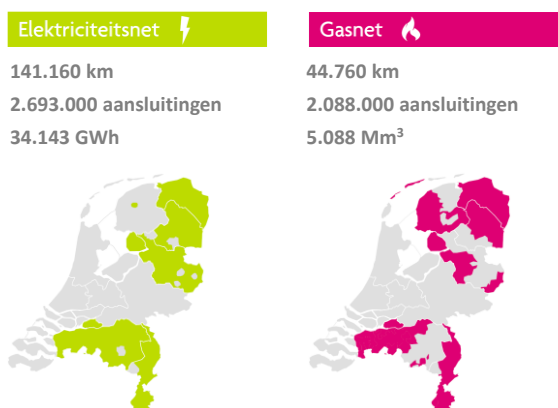 Elektriciteitsnet
141.160 km
2.693.000 aansluitingen
34.143 GWh
Gasnet
44.760 km
2.088.000 aansluitingen
5.088 Mm³